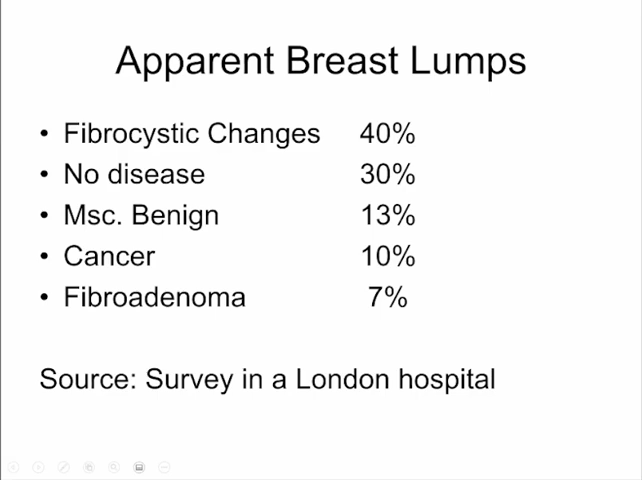 Apparent Breast Lumps
• Fibrocystic Changes 40%
• No disease 30%
• Msc. Benign 13%
• Cancer 10%
• Fibroadenoma 7%
Source: Survey in a London hospital